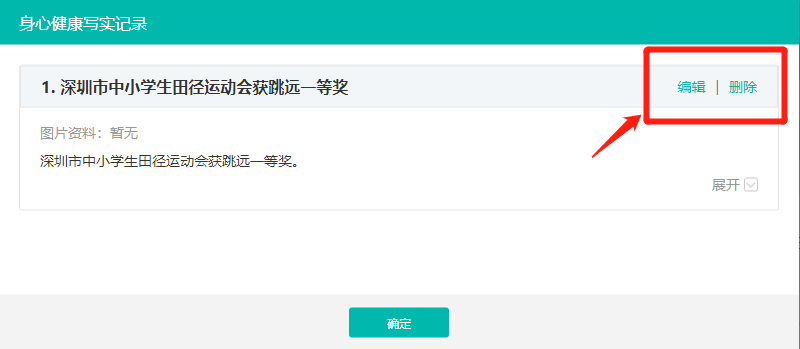 身心健康写实记录
1. 深圳市中小学生田径运动会获跳远一等奖
编辑 | 删除
图片资料：暂无
深圳市中小学生田径运动会获跳远一等奖。
展开
确定